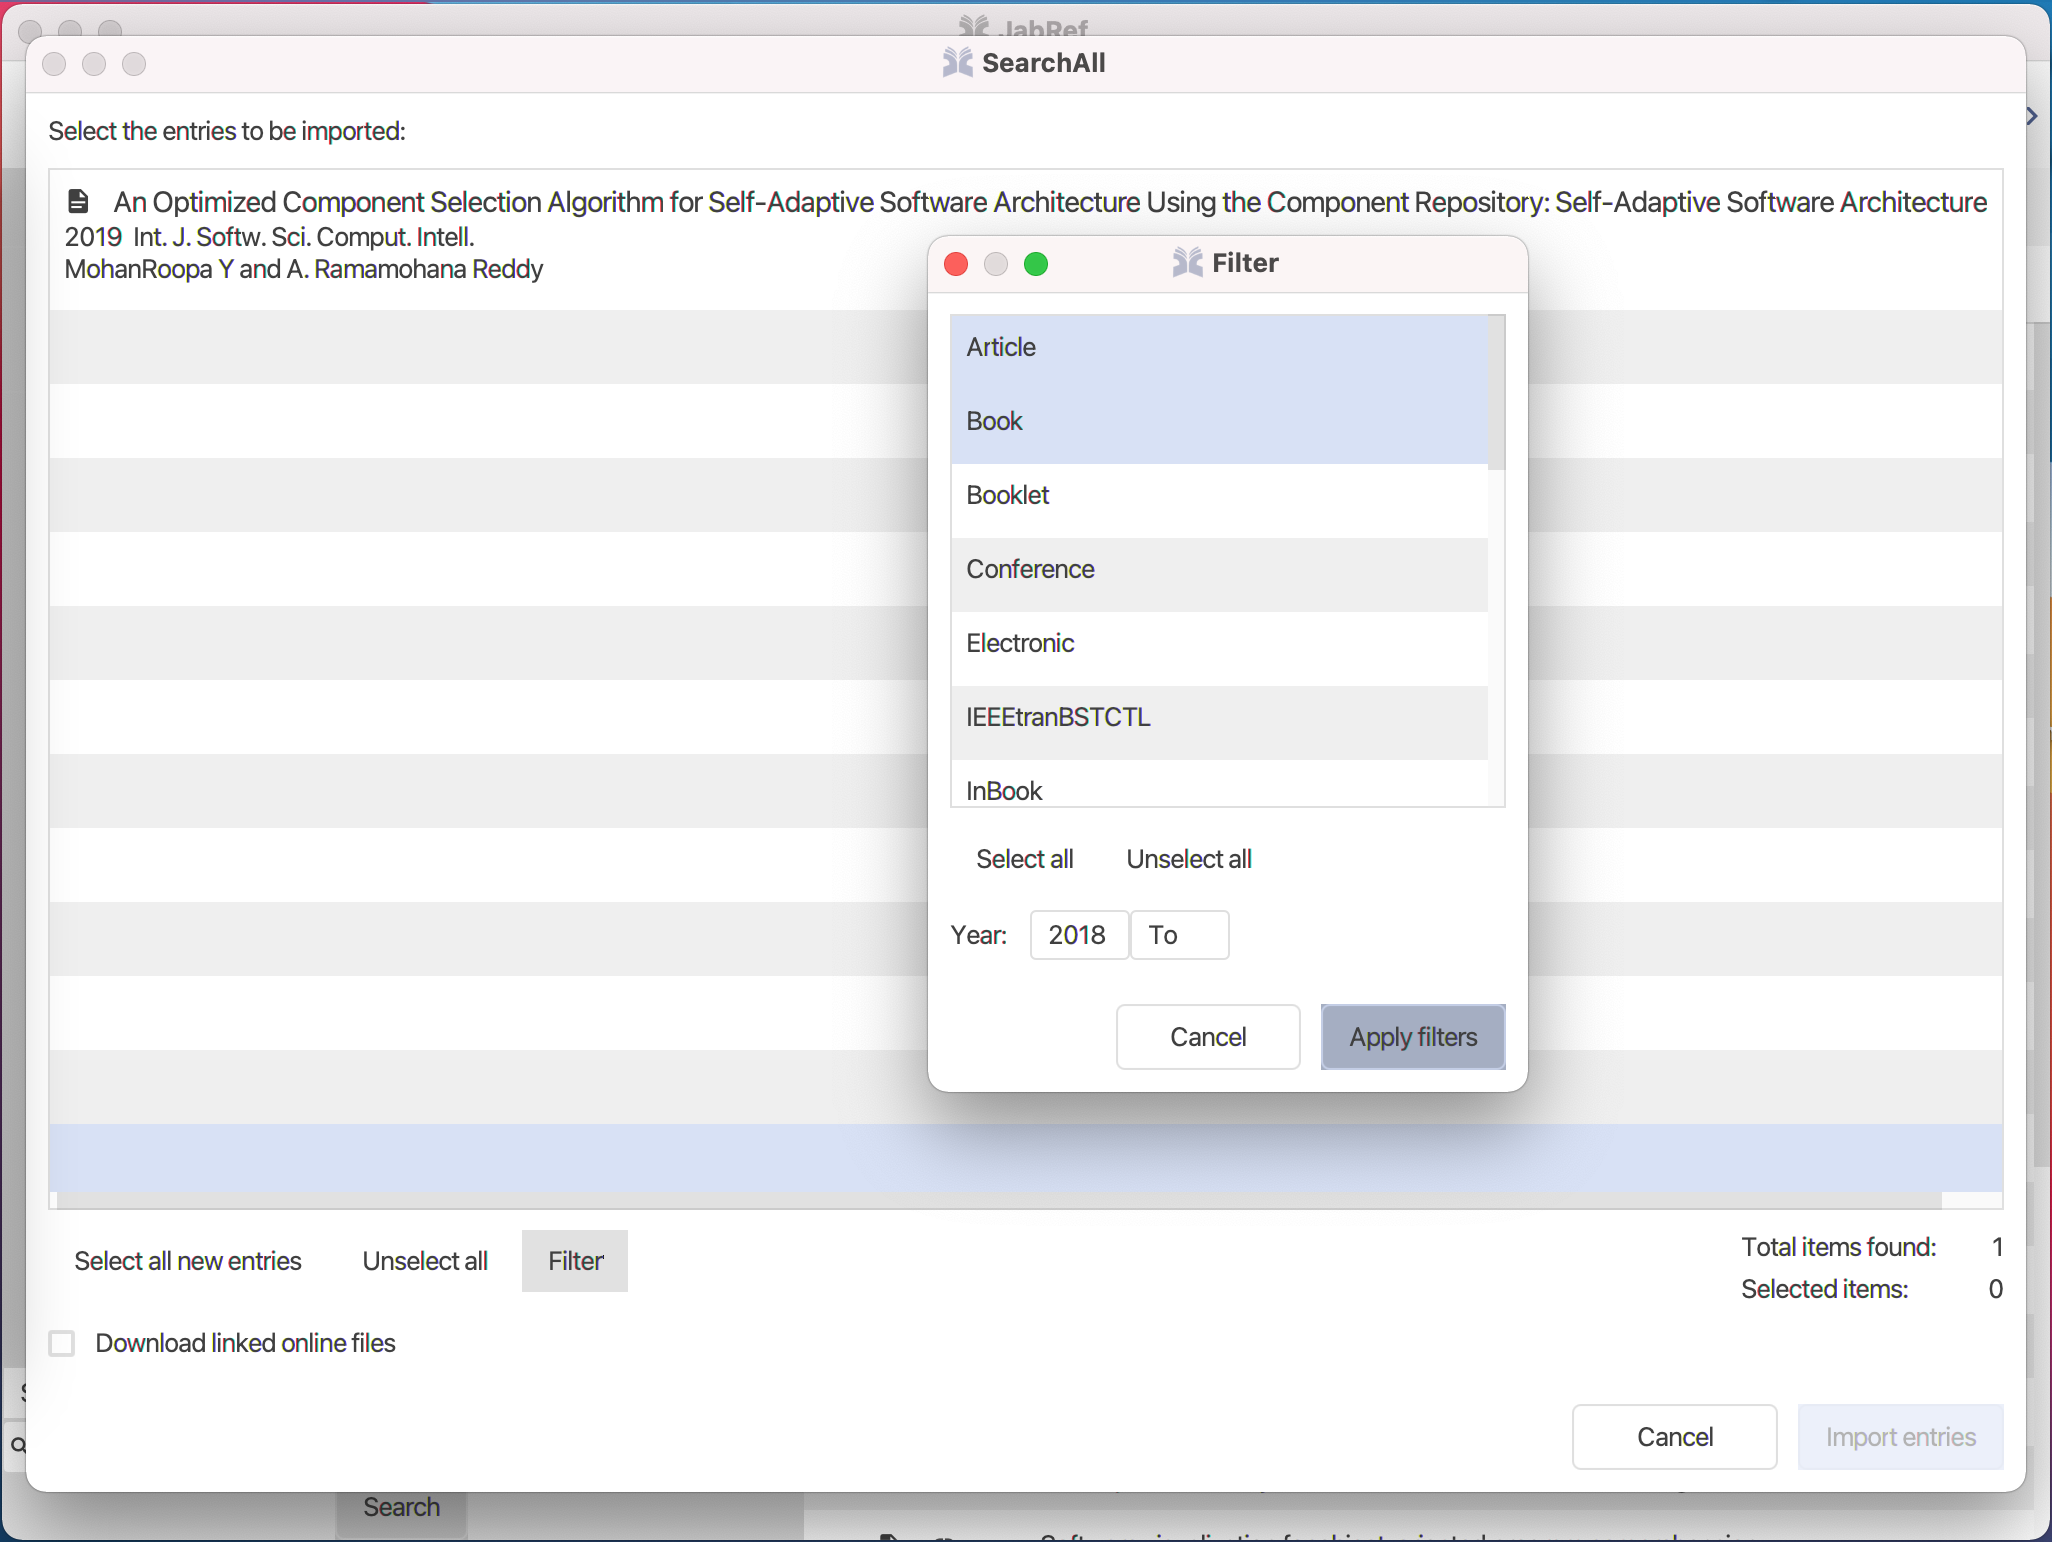 JabRef
SearchAll
Select the entries to be imported:
An Optimized Component Selection Algorithm for Self-Adaptive Software Architecture Using the Component Repository: Self-Adaptive Software Architecture
2019 Int. J. Softw. Sci. Comput. Intell.
MohanRoopa Y and A. Ramamohana Reddy
Filter
Article
Book
Booklet
Conference
Electronic
IEEEtranBSTCTL
InBook
Select all
Unselect all
Year: 2018 To
Cancel
Apply filters
Select all new entries
Unselect all
Filter
Total items found: 1
Selected items: 0
Download linked online files
Cancel
Import entries
Search